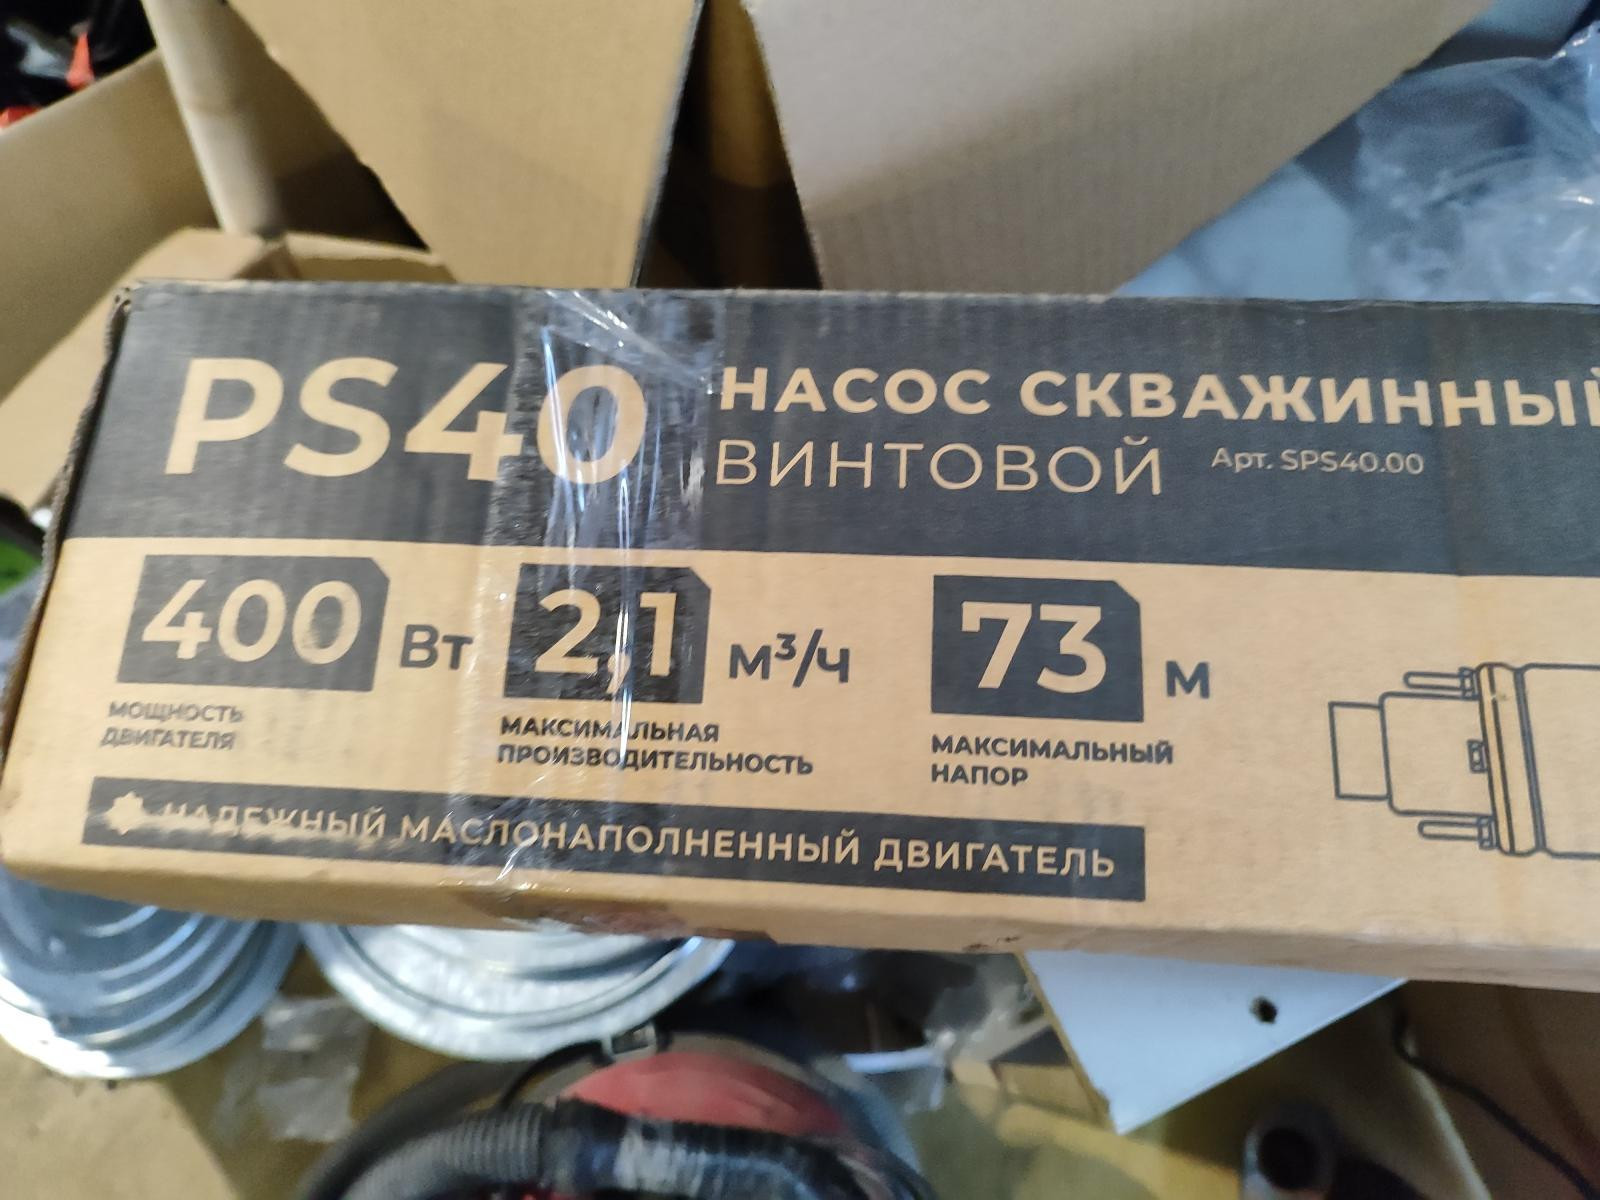 PS40
НАСОС СКВАЖИННЫЙ
ВИНТОВОЙ Арт. SPS40.00
400 Вт
МОЩНОСТЬ
ДВИГАТЕЛЯ
2,1 м³/ч
МАКСИМАЛЬНАЯ
ПРОИЗВОДИТЕЛЬНОСТЬ
73 м
МАКСИМАЛЬНЫЙ
НАПОР
НАДЕЖНЫЙ МАСЛОНАПОЛНЕННЫЙ ДВИГАТЕЛЬ